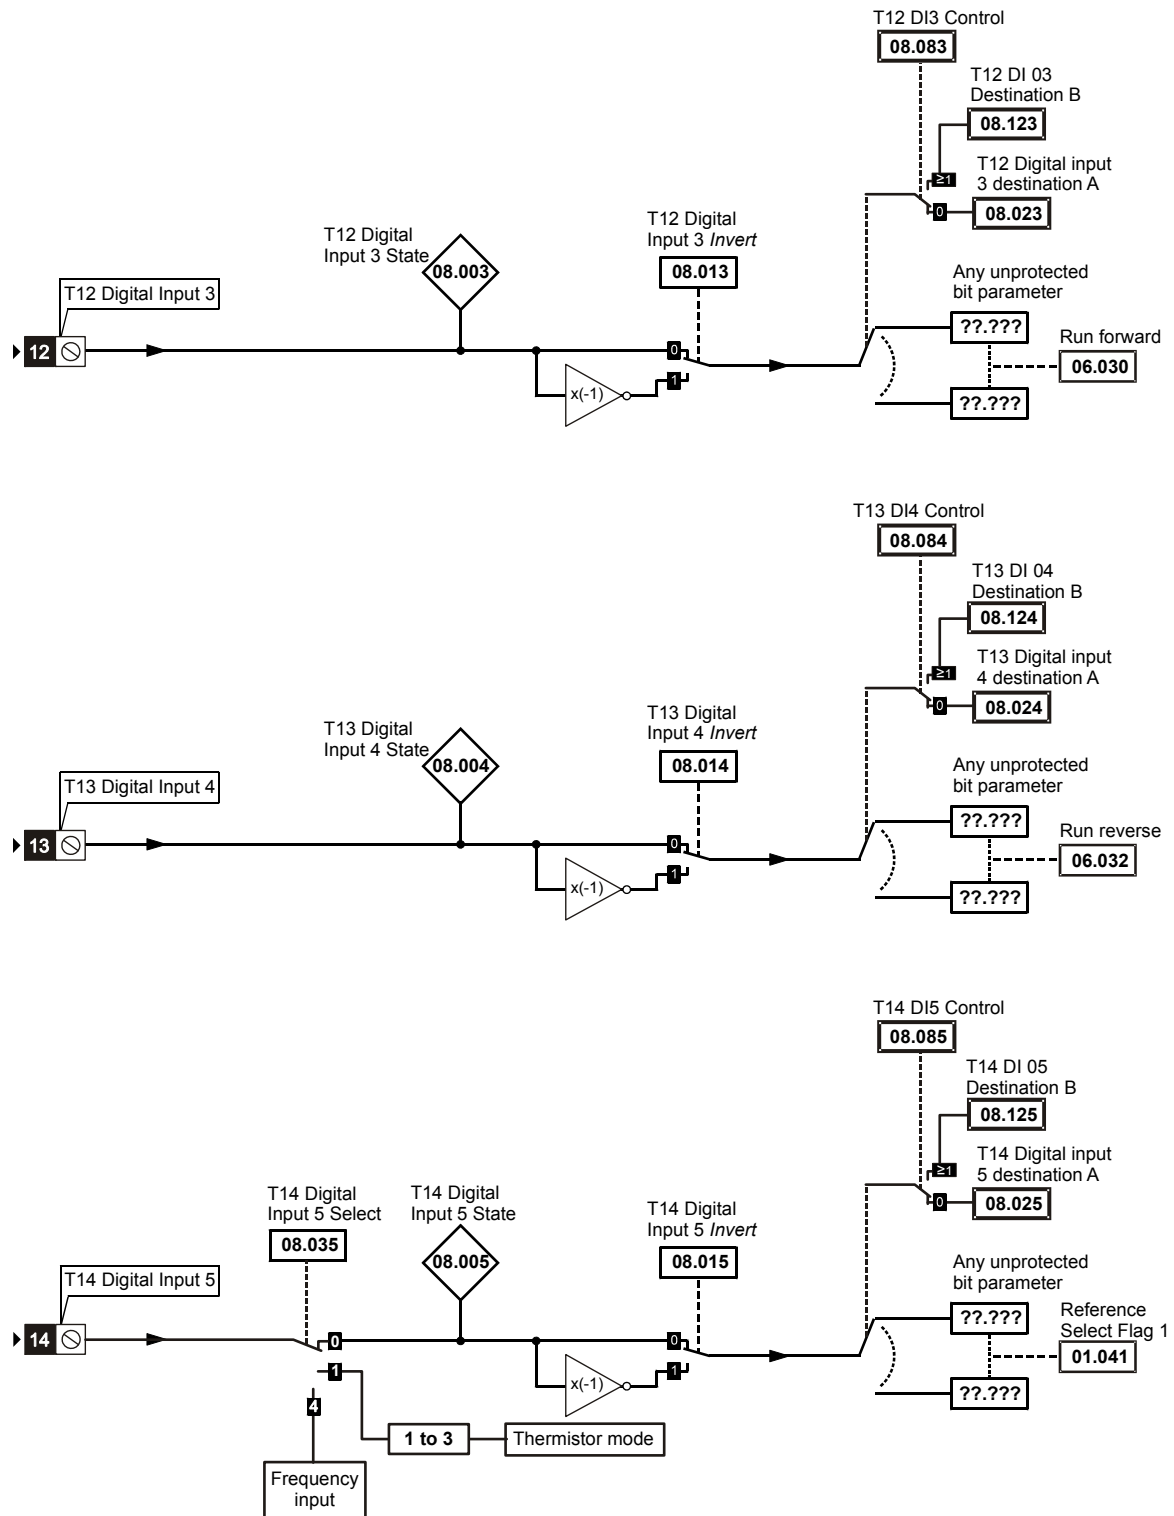 T12 DI3 Control
08.083
T12 DI 03
Destination B
08.123
≥1
T12 Digital input
3 destination A
0
08.023
T12 Digital
Input 3 State
08.003
T12 Digital
Input 3 Invert
08.013
Any unprotected
bit parameter
??.???
Run forward
06.030
??.???
T12 Digital Input 3
12
0
1
x(-1)
T13 DI4 Control
08.084
T13 DI 04
Destination B
08.124
≥1
T13 Digital input
4 destination A
0
08.024
T13 Digital
Input 4 State
08.004
T13 Digital
Input 4 Invert
08.014
Any unprotected
bit parameter
??.???
Run reverse
06.032
??.???
T13 Digital Input 4
13
0
1
x(-1)
T14 DI5 Control
08.085
T14 DI 05
Destination B
08.125
≥1
T14 Digital input
5 destination A
0
08.025
T14 Digital
Input 5 Select
08.035
T14 Digital
Input 5 State
08.005
T14 Digital
Input 5 Invert
08.015
Any unprotected
bit parameter
??.???
Reference
Select Flag 1
01.041
??.???
T14 Digital Input 5
14
0
1
4
0
1
x(-1)
1 to 3
Thermistor mode
Frequency
input